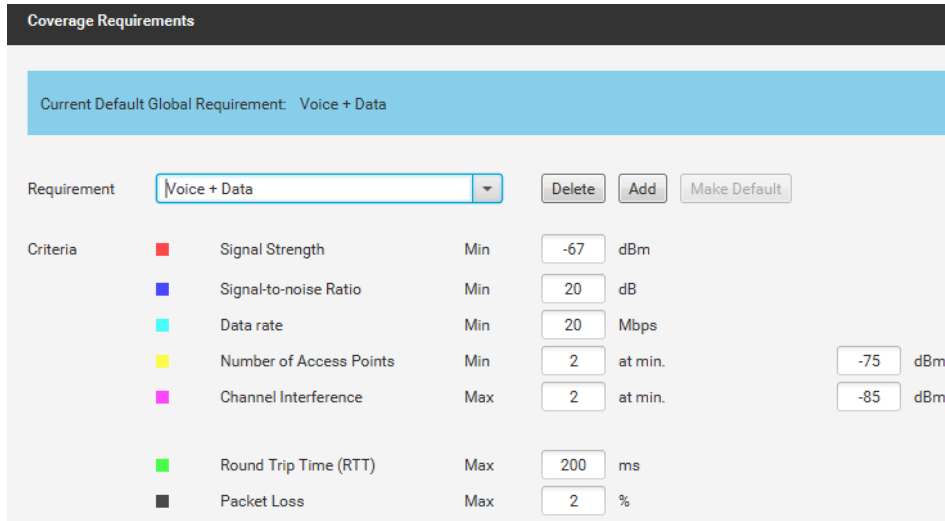 Coverage Requirements
Current Default Global Requirement: Voice + Data
Requirement Voice + Data Delete Add Make Default
Criteria Signal Strength Min -67 dBm
Signal-to-noise Ratio Min 20 dB
Data rate Min 20 Mbps
Number of Access Points Min 2 at min. -75 dBm
Channel Interference Max 2 at min. -85 dBm
Round Trip Time (RTT) Max 200 ms
Packet Loss Max 2 %